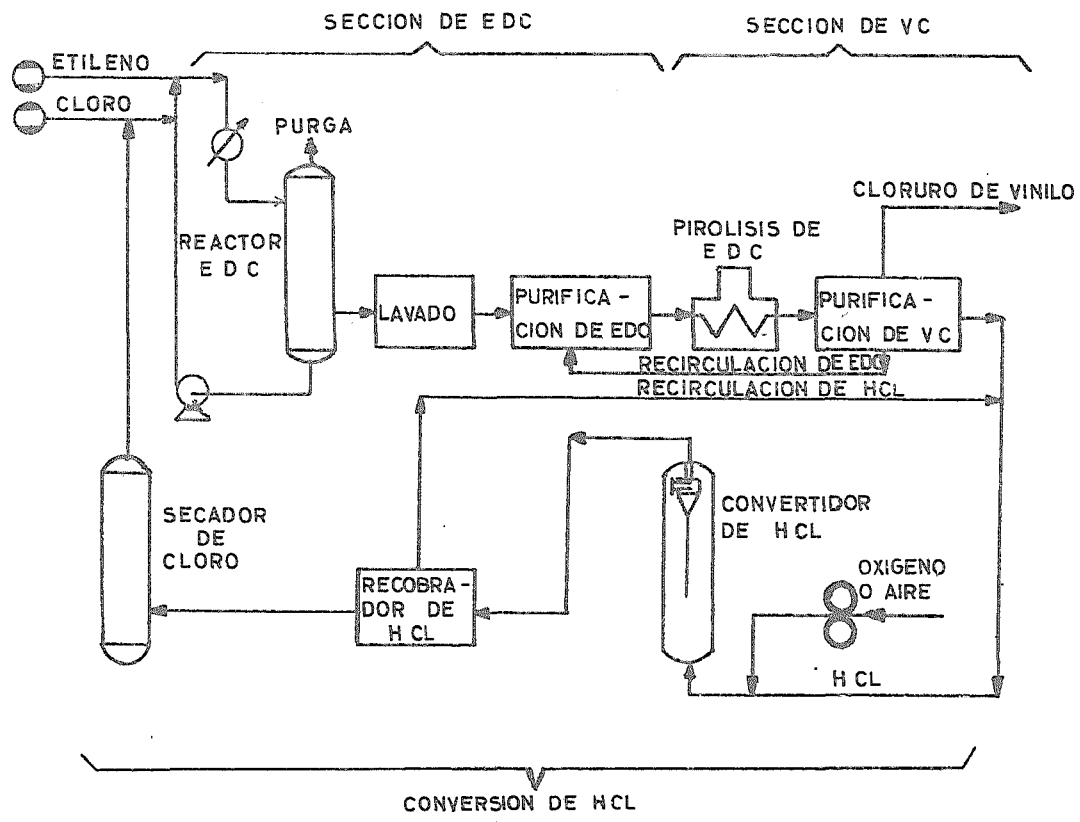 SECCION DE EDC
SECCION DE VC
ETILENO
CLORO
PURGA
CLORURO DE VINILO
REACTOR
EDC
PIROLISIS DE
EDC
LAVADO
PURIFICA-
CION DE EDC
PURIFICA-
CION DE VC
RECIRCULACION DE EDC
RECIRCULACION DE HCL
SECADOR
DE
CLORO
CONVERTIDOR
DE HCL
RECOBRA-
DOR DE
HCL
OXIGENO
O AIRE
HCL
CONVERSION DE HCL